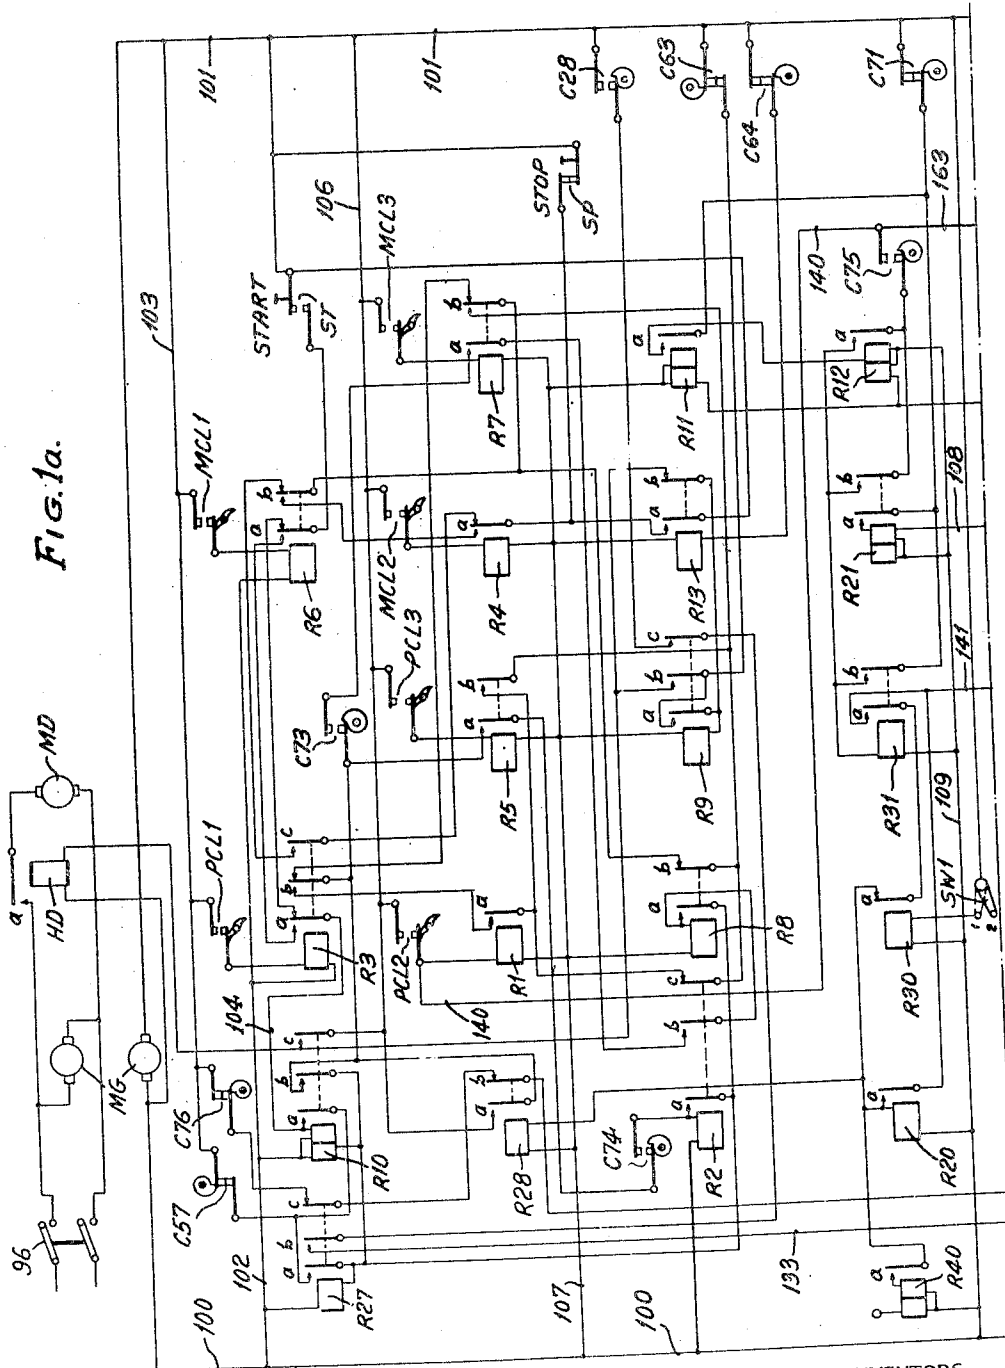 FIG. 1a.
96
MG
a
HD
MD
100
102
C57
C76
104
PCL1
MCL1
103
101
a
b
c
R27
a
b
c
R10
a
b
c
R3
C73
R6
a
b
START
ST
106
101
107
R28
a
b
PCL2
140
R1
a
R5
a
b
PCL3
MCL2
R4
a
R7
a
b
MCL3
STOP
SP
C28
C63
C64
C71
100
133
C74
R2
a
b
c
R8
R9
a
b
c
R13
a
b
R11
a
140
C75
163
R40
a
R20
a
R30
a
SW1
1
2
109
R31
a
b
141
R21
a
b
108
R12
a